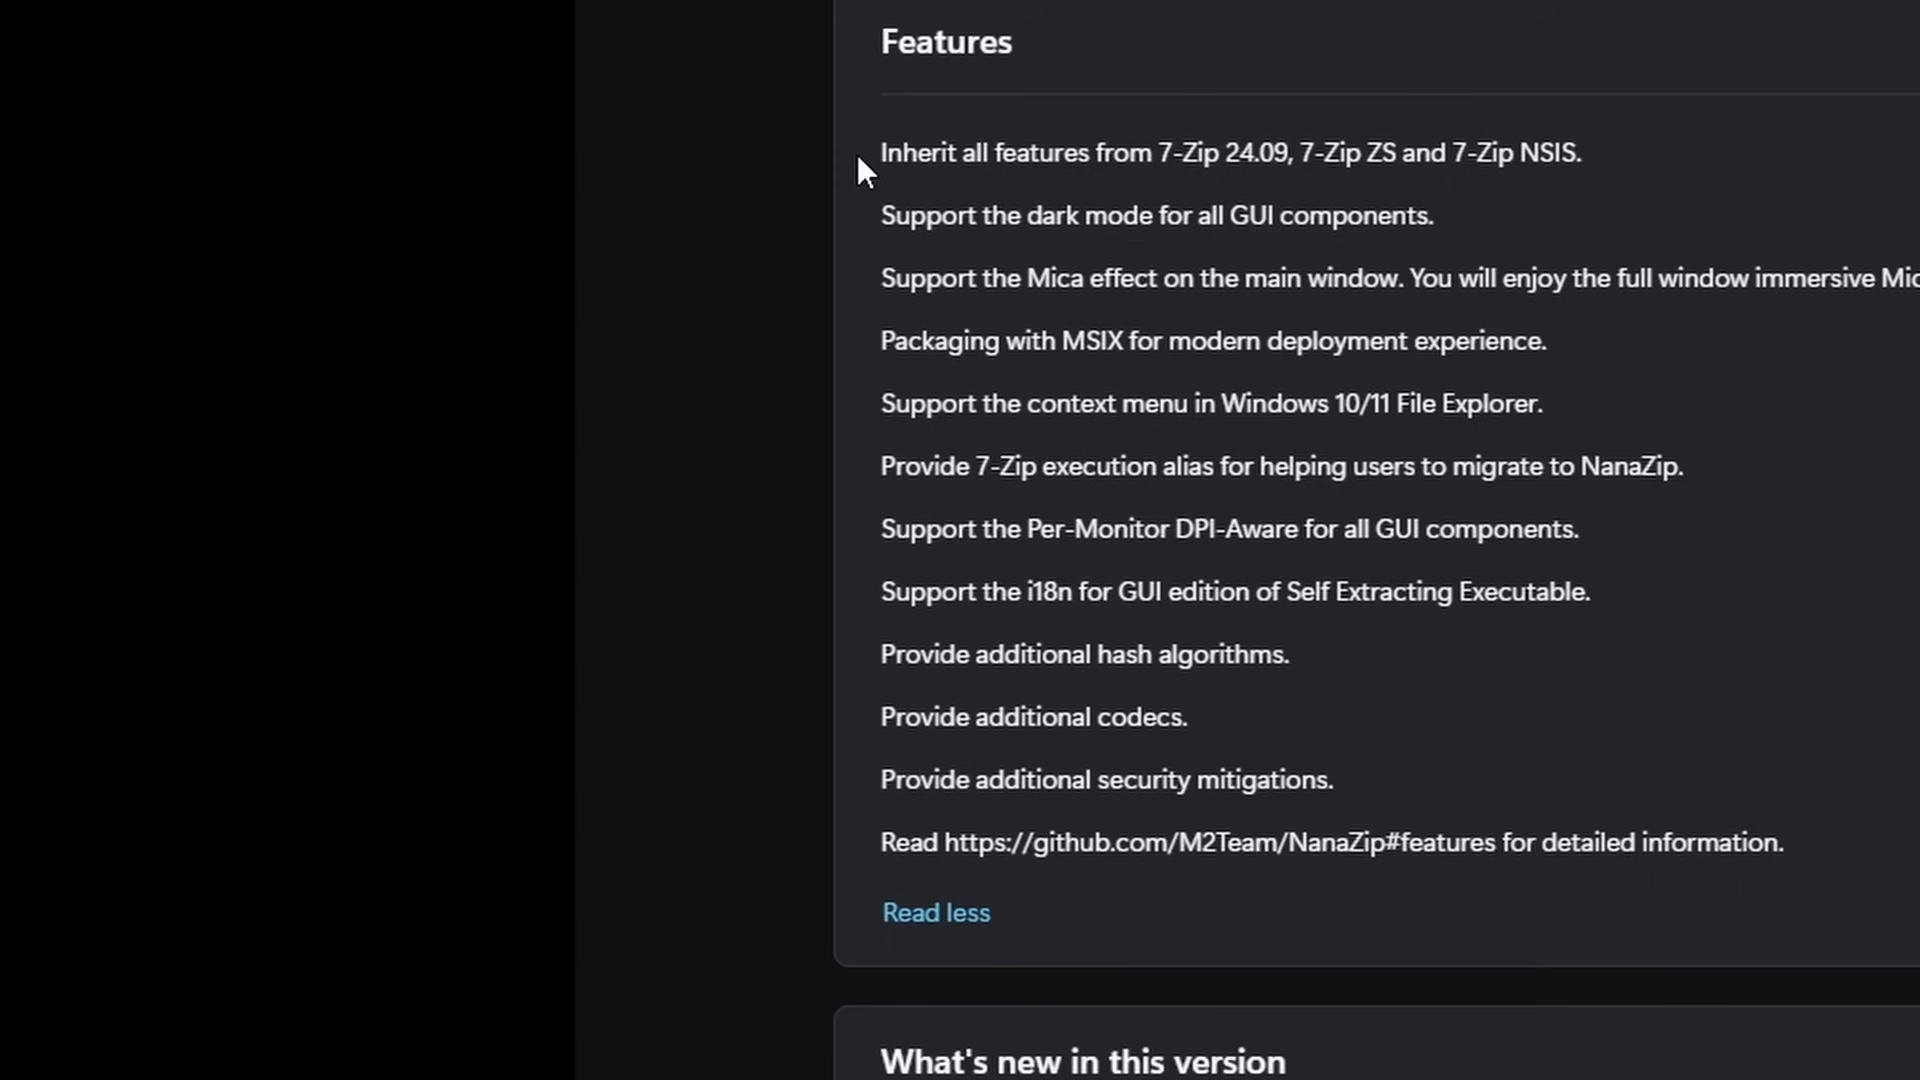 Features
Inherit all features from 7-Zip 24.09, 7-Zip ZS and 7-Zip NSIS.
Support the dark mode for all GUI components.
Support the Mica effect on the main window. You will enjoy the full window immersive
Packaging with MSIX for modern deployment experience.
Support the context menu in Windows 10/11 File Explorer.
Provide 7-Zip execution alias for helping users to migrate to NanaZip.
Support the Per-Monitor DPI-Aware for all GUI components.
Support the i18n for GUI edition of Self Extracting Executable.
Provide additional hash algorithms.
Provide additional codecs.
Provide additional security mitigations.
Read https://github.com/M2Team/NanaZip#features for detailed information.
Read less
What's new in this version